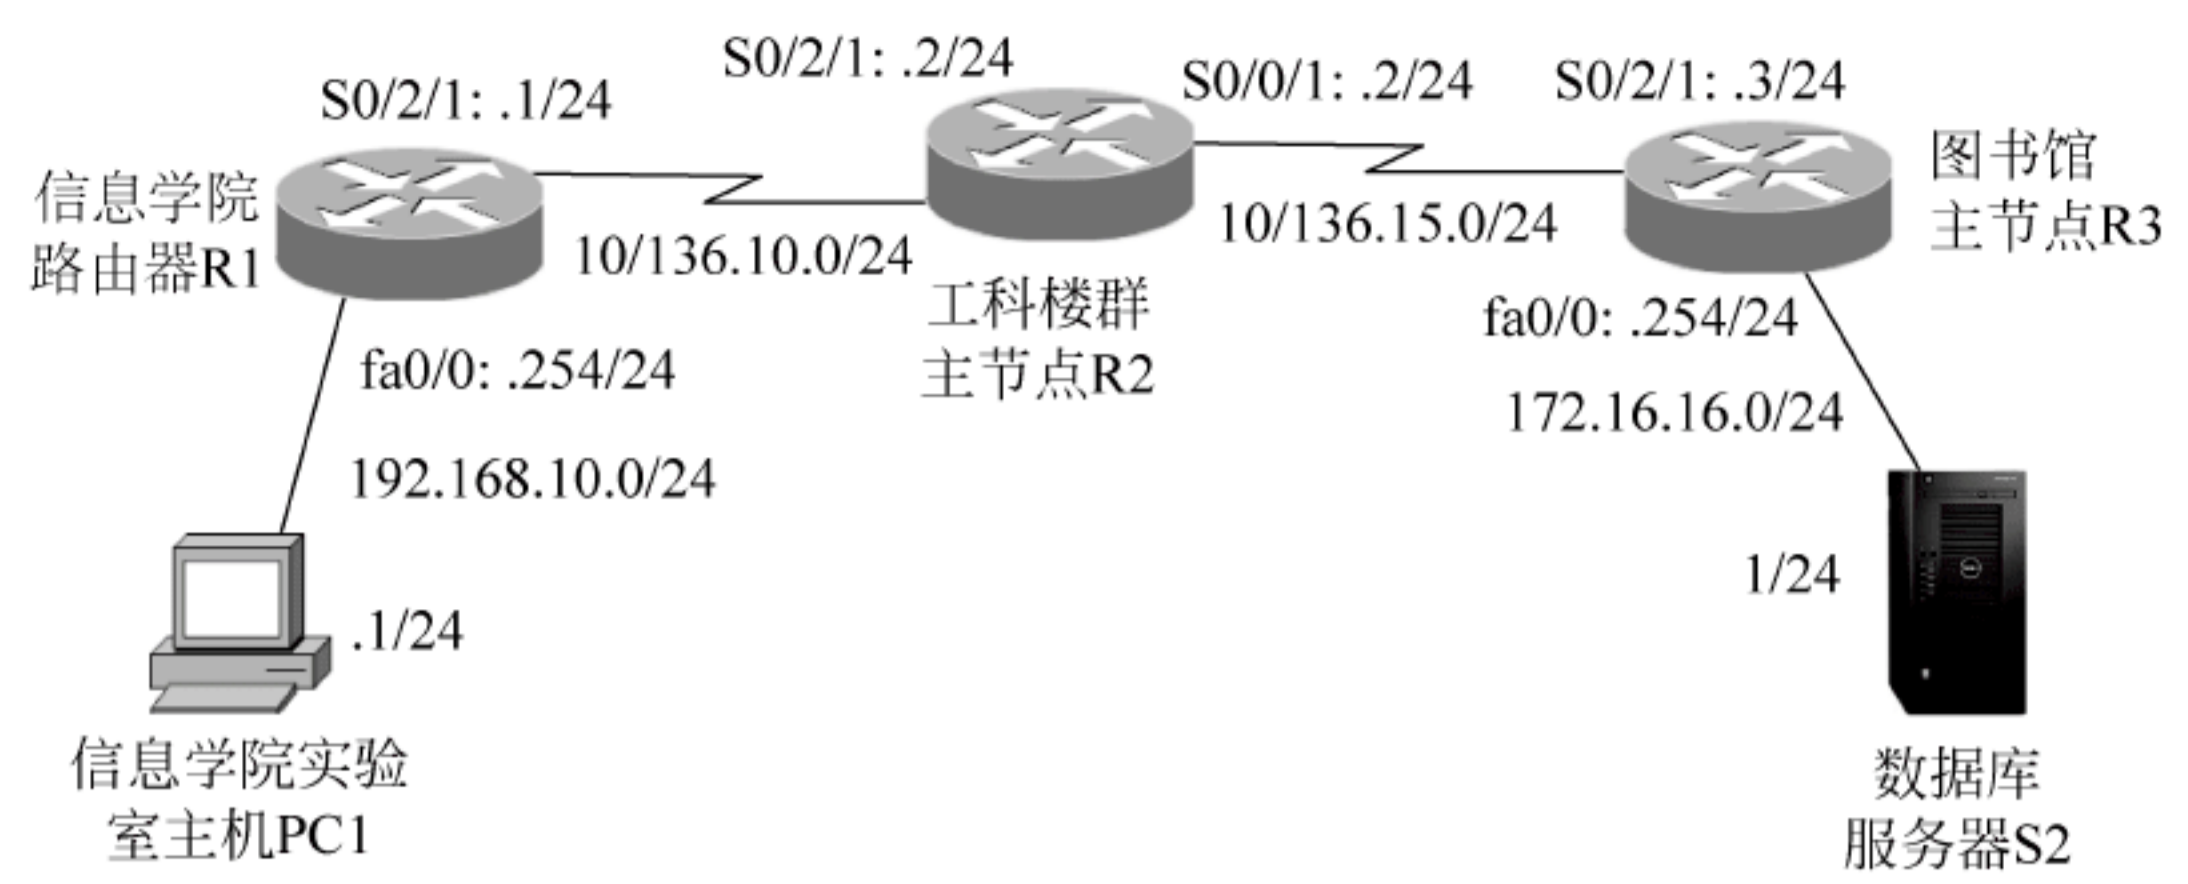 S0/2/1: .1/24
S0/2/1: .2/24
S0/0/1: .2/24
S0/2/1: .3/24
信息学院
路由器R1
10/136.10.0/24
工科楼群
主节点R2
10/136.15.0/24
图书馆
主节点R3
fa0/0: .254/24
192.168.10.0/24
fa0/0: .254/24
172.16.16.0/24
.1/24
1/24
信息学院实验
室主机PC1
数据库
服务器S2